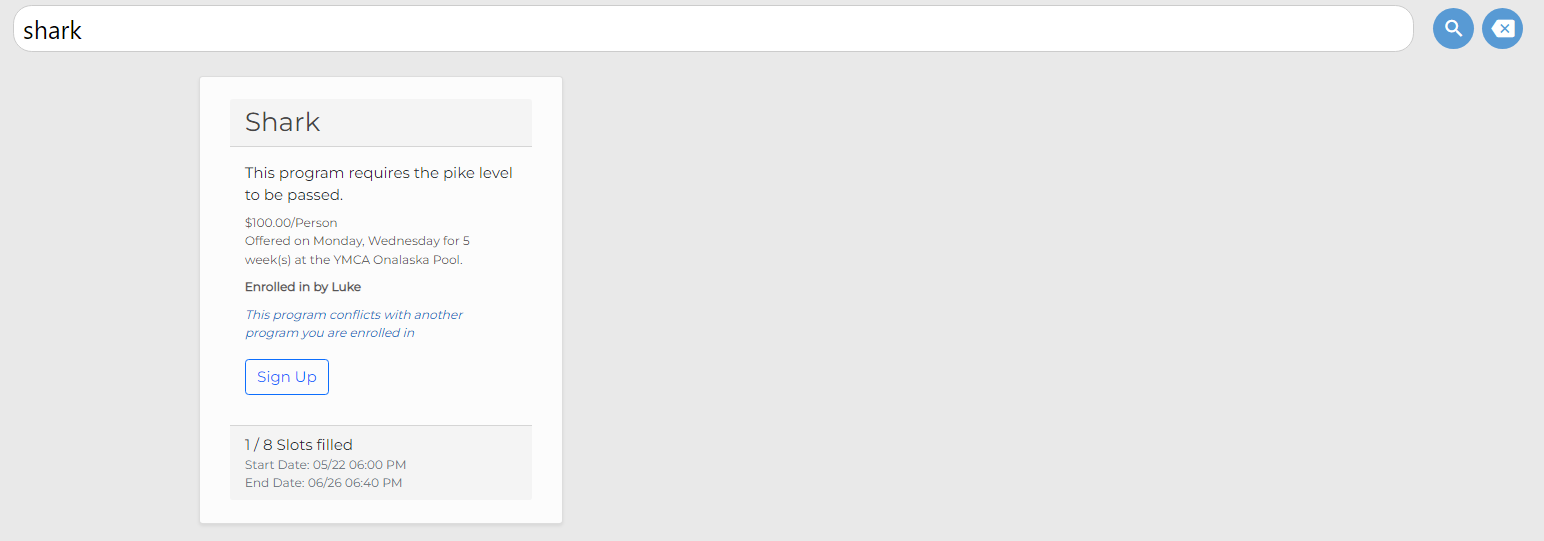 shark
Shark
This program requires the pike level
to be passed.
$100.00/Person
Offered on Monday, Wednesday for 5
week(s) at the YMCA Onalaska Pool.
Enrolled in by Luke
This program conflicts with another
program you are enrolled in
Sign Up
1 / 8 Slots filled
Start Date: 05/22 06:00 PM
End Date: 06/26 06:40 PM